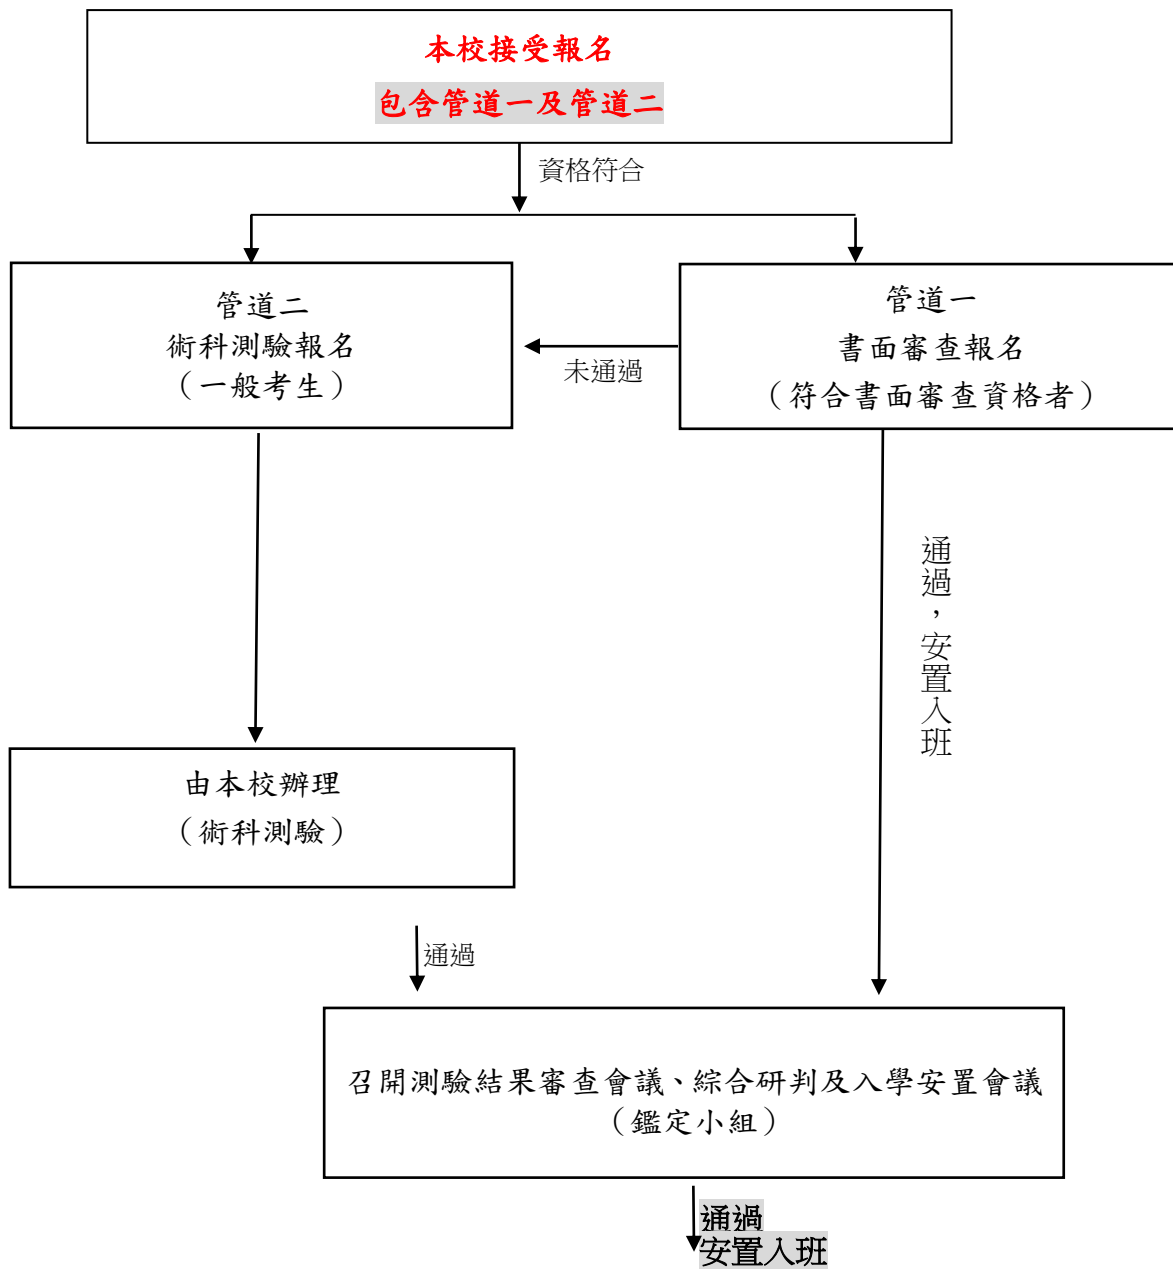 本校接受報名
包含管道一及管道二
資格符合
管道二
術科測驗報名
（一般考生）
未通過
管道一
書面審查報名
（符合書面審查資格者）
通過，安置入班
由本校辦理
（術科測驗）
通過
召開測驗結果審查會議、綜合研判及入學安置會議
（鑑定小組）
通過
安置入班